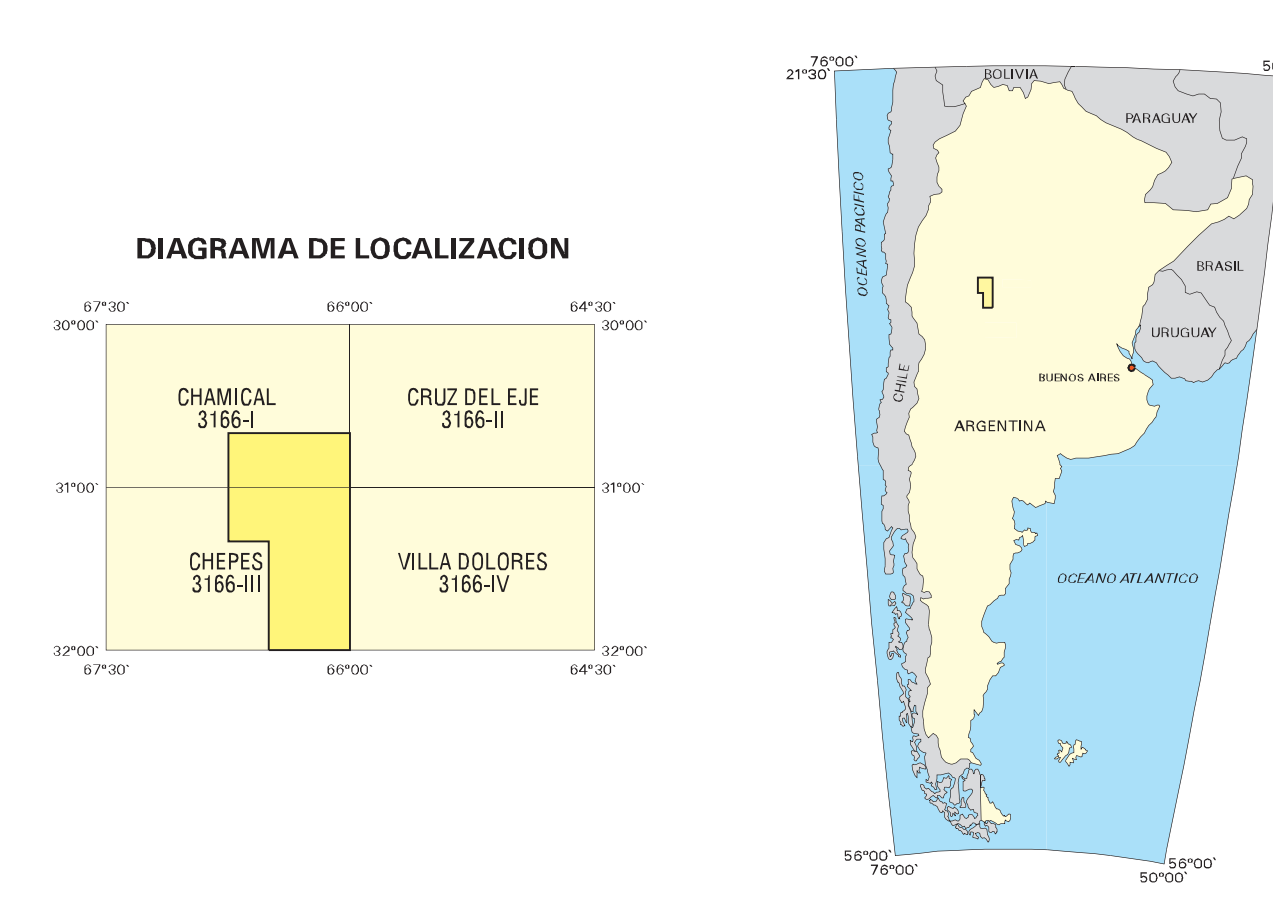 DIAGRAMA DE LOCALIZACION
67°30` 66°00` 64°30`
30°00` 30°00`
CHAMICAL
3166-I
CRUZ DEL EJE
3166-II
31°00` 31°00`
CHEPES
3166-III
VILLA DOLORES
3166-IV
32°00` 32°00`
67°30` 66°00` 64°30`
76°00`
21°30`
BOLIVIA
PARAGUAY
OCEANO PACIFICO
BRASIL
URUGUAY
CHILE
BUENOS AIRES
ARGENTINA
OCEANO ATLANTICO
56°00`
76°00`
56°00`
50°00`